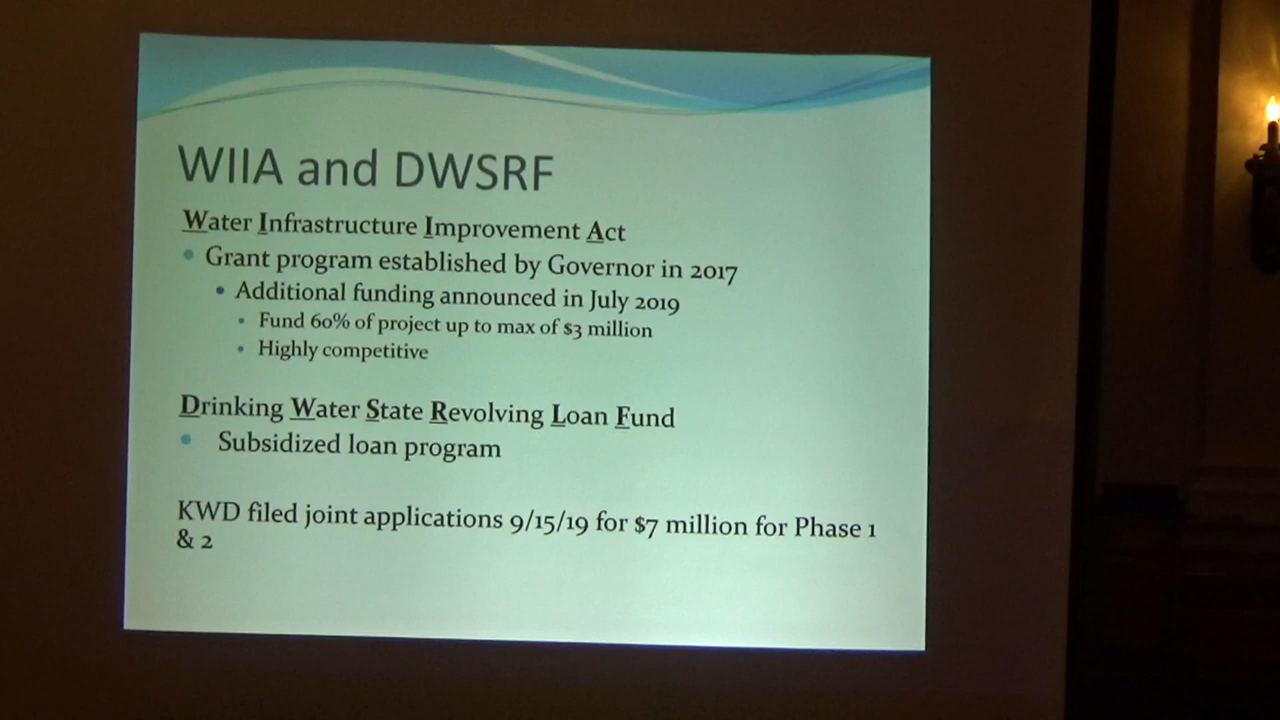 WIIA and DWSRF
Water Infrastructure Improvement Act
Grant program established by Governor in 2017
Additional funding announced in July 2019
Fund 60% of project up to max of $3 million
Highly competitive
Drinking Water State Revolving Loan Fund
Subsidized loan program
KWD filed joint applications 9/15/19 for $7 million for Phase 1
& 2